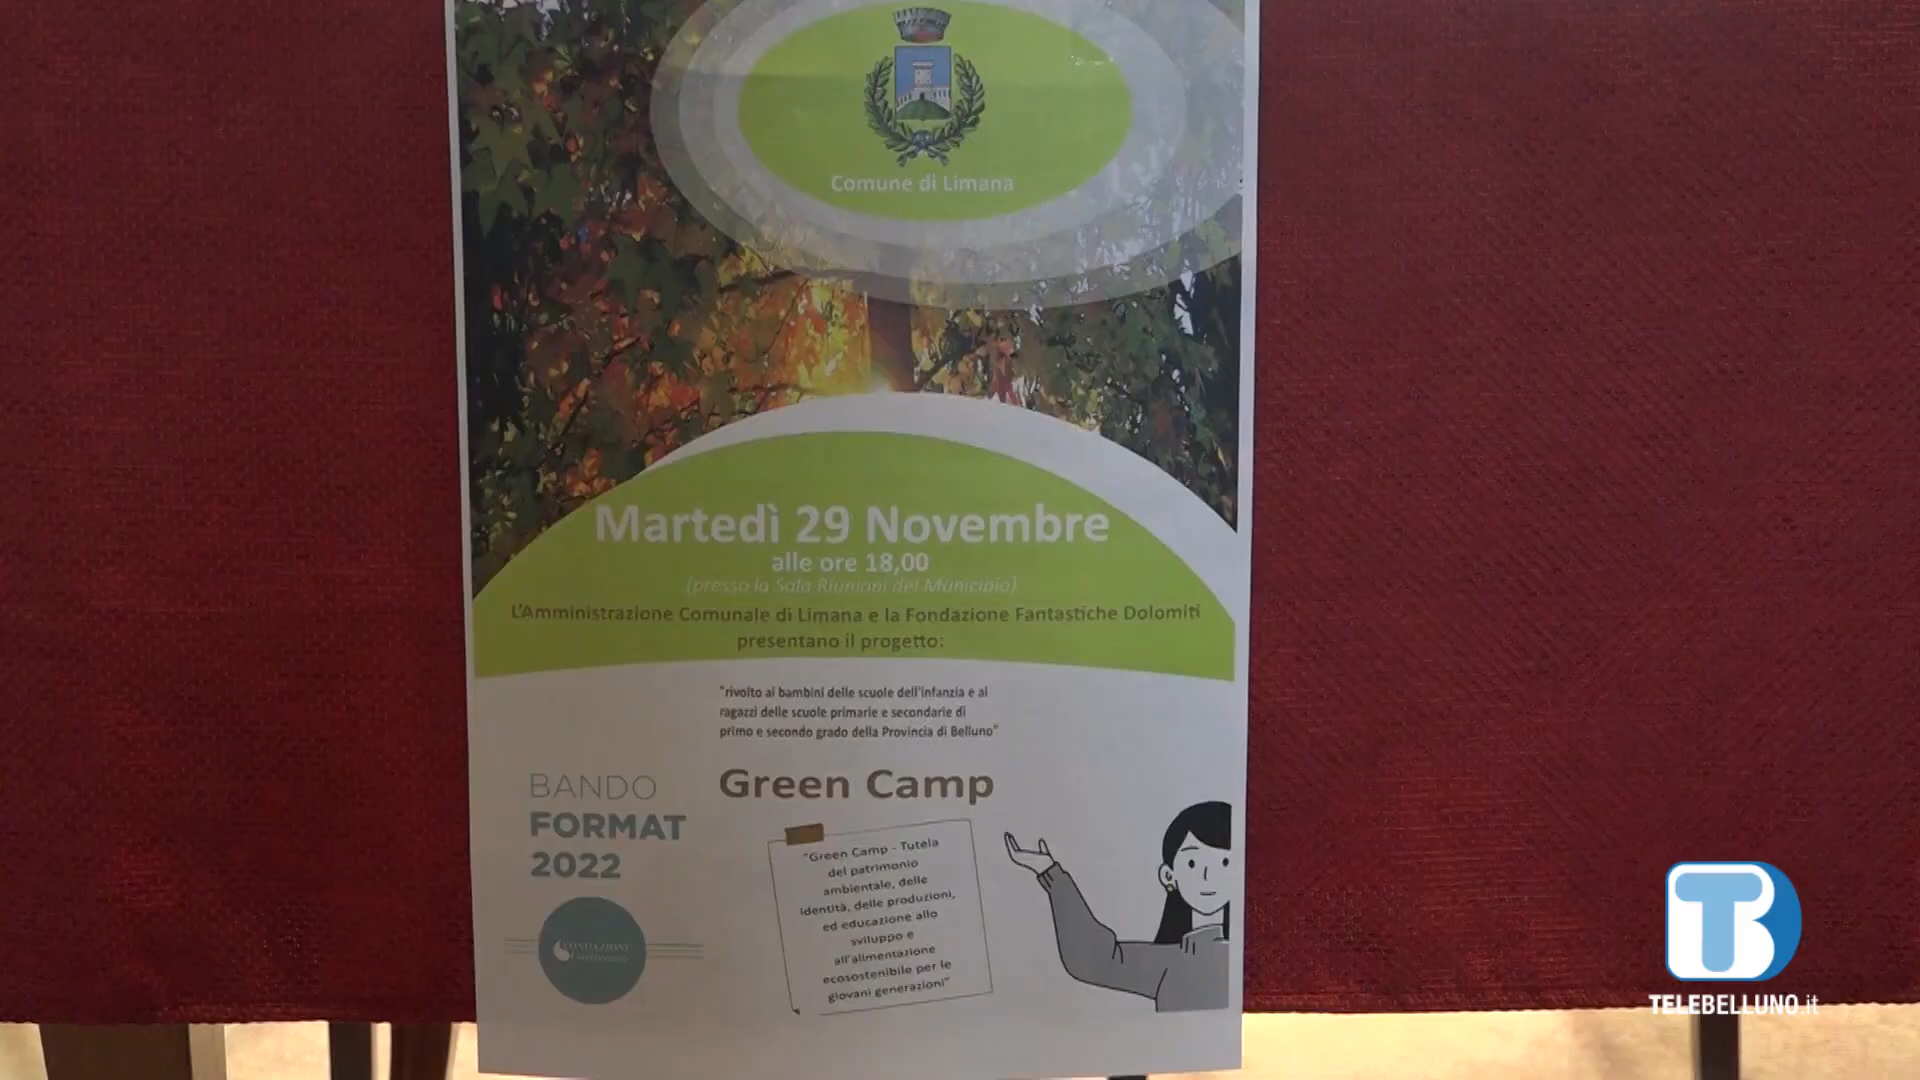 Comune di Limana
Martedì 29 Novembre
alle ore 18,00
(presso la Sala Riunioni del Municipio)
L'Amministrazione Comunale di Limana e la Fondazione Fantastiche Dolomiti
presentano il progetto:
"rivolto ai bambini delle scuole dell'infanzia e ai
ragazzi delle scuole primarie e secondarie di
primo e secondo grado della Provincia di Belluno"
BANDO
FORMAT
2022
Green Camp
"Green Camp - Tutela
del patrimonio
ambientale, delle
identità, delle produzioni,
ed educazione allo
sviluppo e
all'alimentazione
ecosostenibile per le
giovani generazioni"
FONDAZIONE
TB
TELEBELLUNO.it